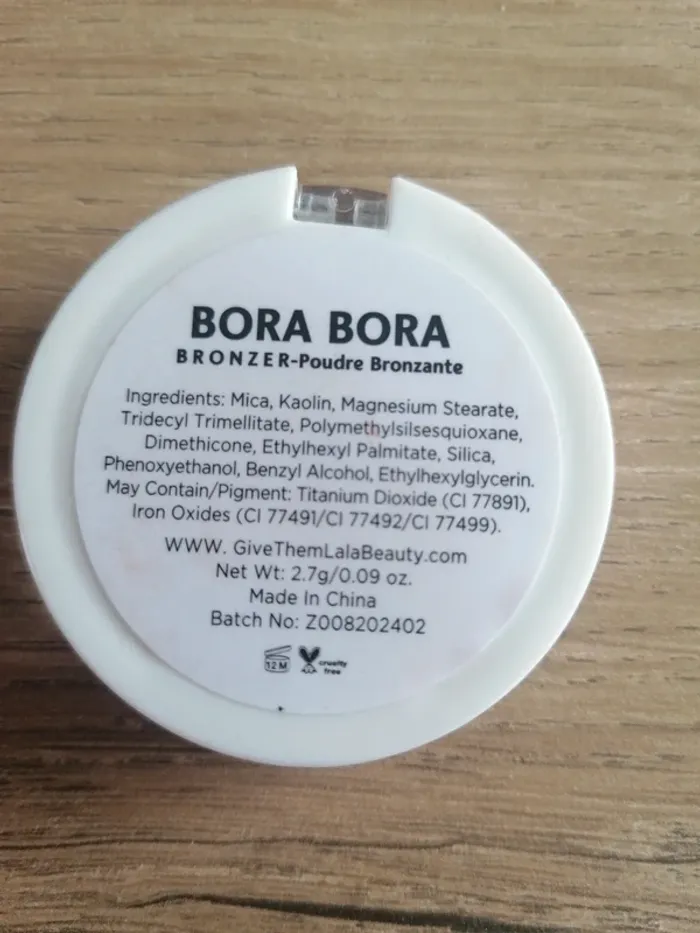 BORA BORA
BRONZER-Poudre Bronzante
Ingredients: Mica, Kaolin, Magnesium Stearate,
Tridecyl Trimellitate, Polymethylsilsesquioxane,
Dimethicone, Ethylhexyl Palmitate, Silica,
Phenoxyethanol, Benzyl Alcohol, Ethylhexylglycerin.
May Contain/Pigment: Titanium Dioxide (CI 77891),
Iron Oxides (CI 77491/CI 77492/CI 77499).
WWW. GiveThemLalaBeauty.com
Net Wt: 2.7g/0.09 oz.
Made In China
Batch No: Z008202402
12 M
cruelty
free